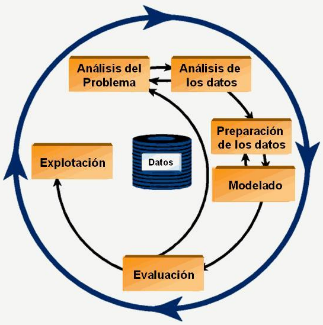 Análisis del
Problema
Análisis de
los datos
Preparación
de los datos
Modelado
Datos
Explotación
Evaluación